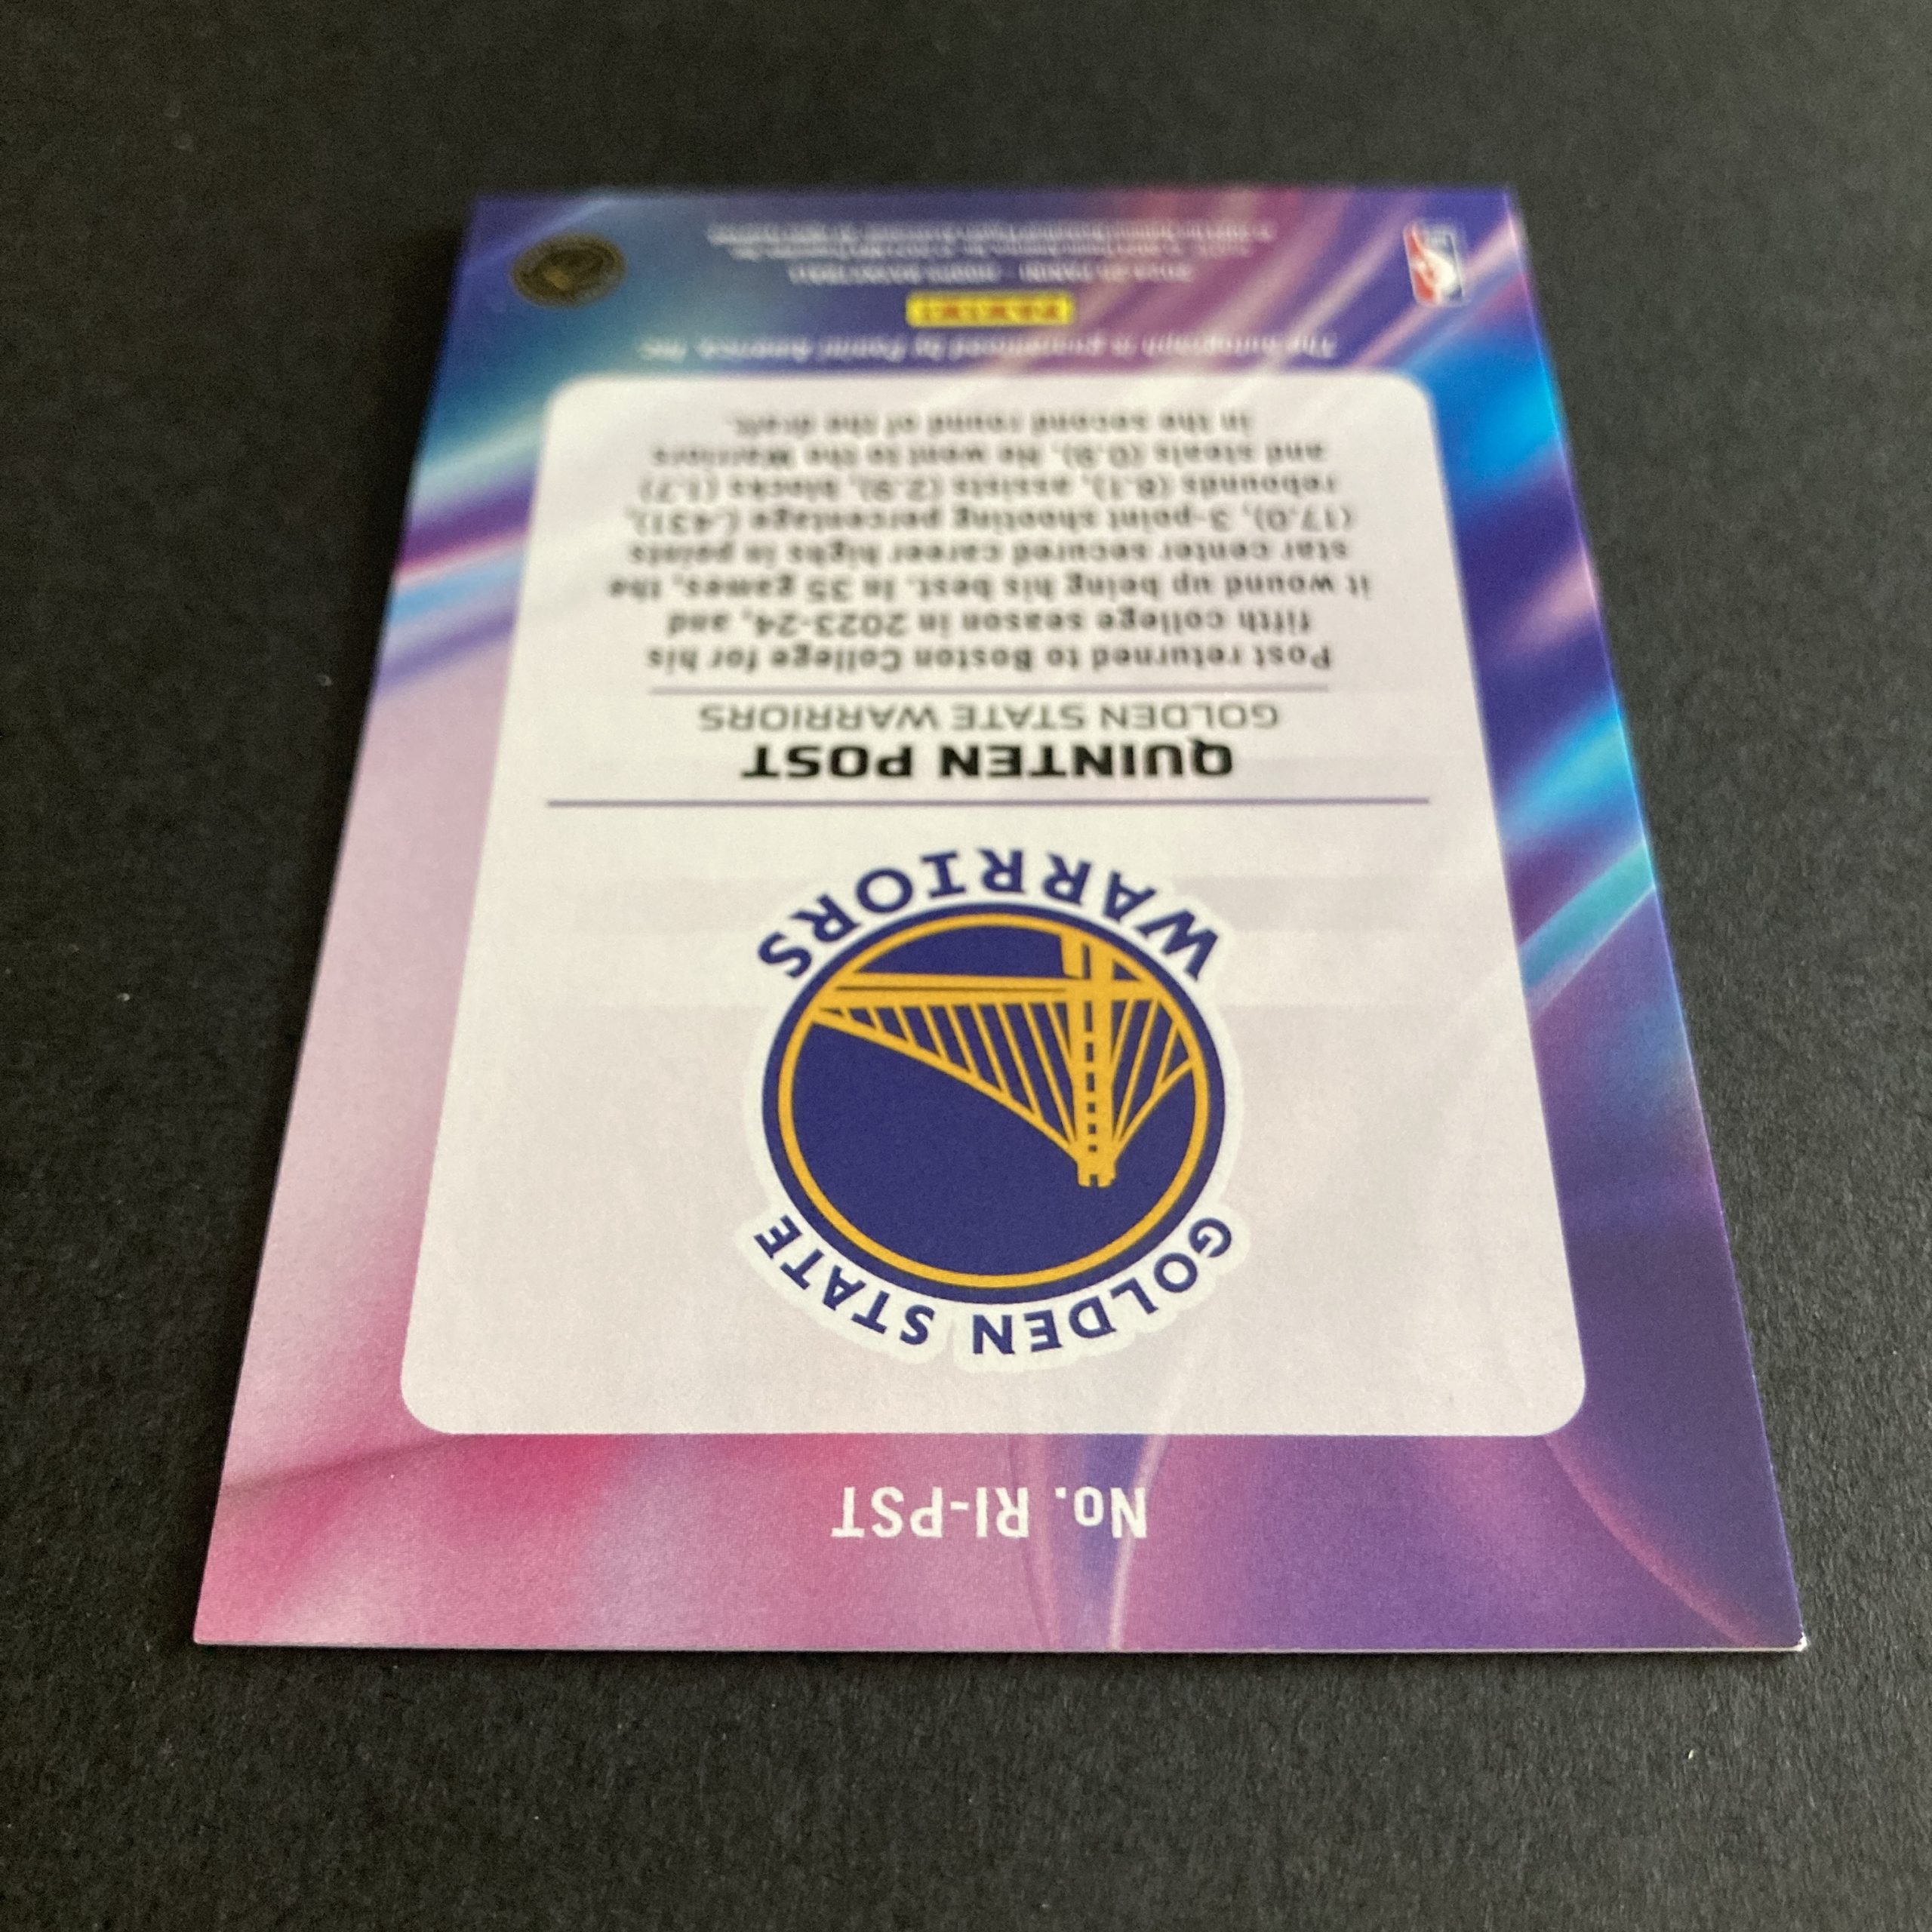 No. RI-PST
GOLDEN STATE
WARRIORS
QUINTEN POST
GOLDEN STATE WARRIORS
Post returned to Boston College for his
fifth college season in 2023-24, and
it wound up being his best. In 35 games, the
star center secured career highs in points
(17.0), 3-point shooting percentage (.431),
rebounds (8.1), assists (2.9), blocks (1.7)
and steals (0.9). He went to the Warriors
in the second round of the draft.
The autograph is guaranteed by Panini America, Inc.
PANINI